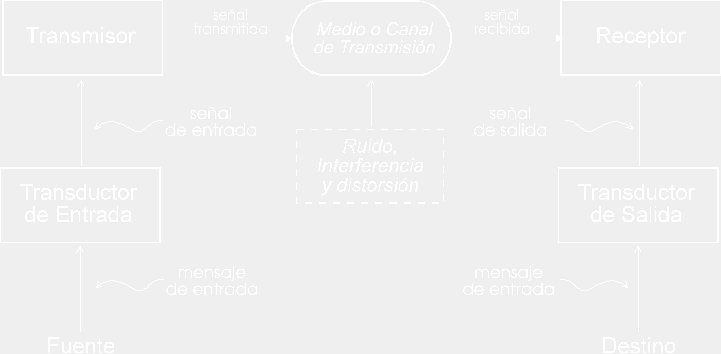 señal
transmitida
Transmisor
Medio o Canal
de Transmisión
señal
recibida
Receptor
señal
de entrada
Ruido,
Interferencia
y distorsión
señal
de salida
Transductor
de Entrada
Transductor
de Salida
mensaje
de entrada
mensaje
de entrada
Fuente
Destino